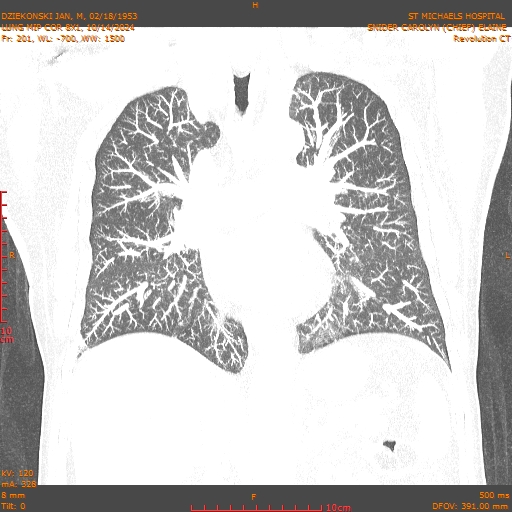 H
DZIEKONSKI JAN, M, 02/18/1953
LUNG MIP COR 8X1, 10/14/2024
Fr: 201, WL: -700, WW: 1500
ST MICHAELS HOSPITAL
SNIDER CAROLYN (CHIEF) ELAINE
Revolution CT
R
L
10
cm
kV: 120
mA: 328
8 mm
Tilt: 0
F
10cm
500 ms
DFOV: 391.00 mm